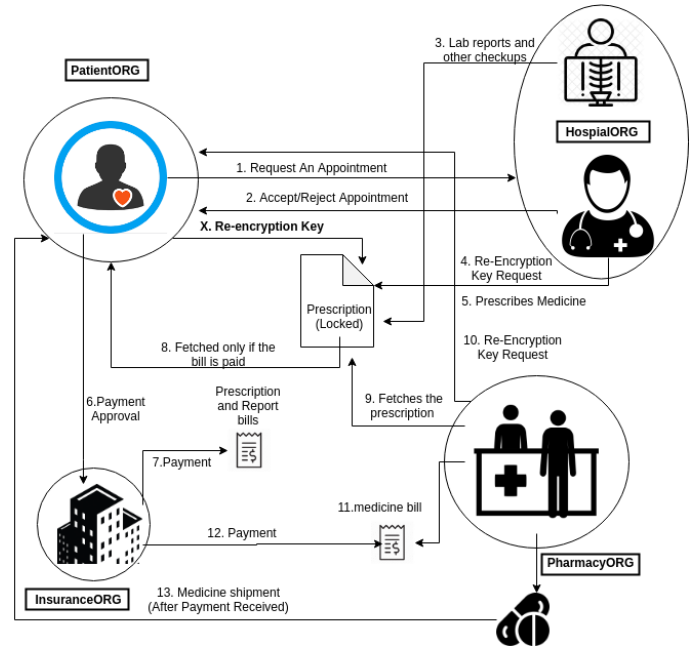 3. Lab reports and
other checkups
PatientORG
HospialORG
1. Request An Appointment
2. Accept/Reject Appointment
X. Re-encryption Key
4. Re-Encryption
Key Request
5. Prescribes Medicine
Prescription
(Locked)
10. Re-Encryption
Key Request
8. Fetched only if the
bill is paid
Prescription
and Report
bills
9. Fetches the
prescription
6.Payment
Approval
7.Payment
11.medicine bill
12. Payment
PharmacyORG
InsuranceORG
13. Medicine shipment
(After Payment Received)